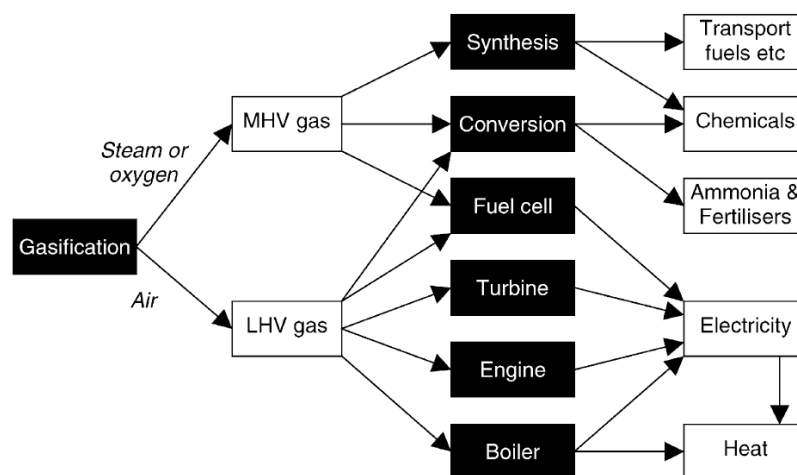 Synthesis
Transport
fuels etc
MHV gas
Conversion
Chemicals
Steam or
oxygen
Fuel cell
Ammonia &
Fertilisers
Gasification
Air
Turbine
LHV gas
Electricity
Engine
Boiler
Heat